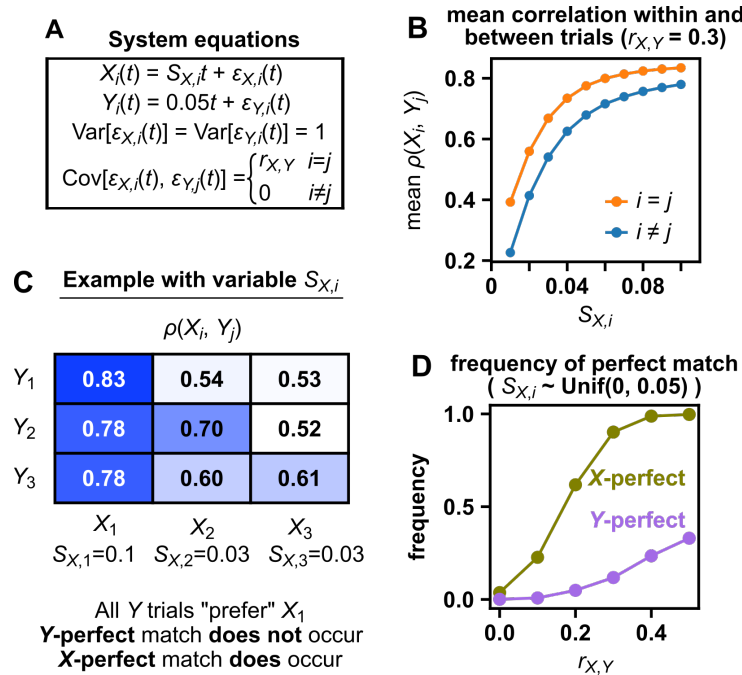 A
System equations
X_i(t) = S_{X,i}t + ε_{X,i}(t)
Y_i(t) = 0.05t + ε_{Y,i}(t)
Var[ε_{X,i}(t)] = Var[ε_{Y,i}(t)] = 1
Cov[ε_{X,i}(t), ε_{Y,j}(t)] = { r_{X,Y} i=j
0 i≠j
B
mean correlation within and
between trials (r_{X,Y} = 0.3)
mean ρ(X_i, Y_j)
0.8
0.6
0.4
0.2
i = j
i ≠ j
0 0.04 0.08
S_{X,i}
C
Example with variable S_{X,i}
ρ(X_i, Y_j)
Y_1 0.83 0.54 0.53
Y_2 0.78 0.70 0.52
Y_3 0.78 0.60 0.61
X_1 X_2 X_3
S_{X,1}=0.1 S_{X,2}=0.03 S_{X,3}=0.03
All Y trials "prefer" X_1
Y-perfect match does not occur
X-perfect match does occur
D
frequency of perfect match
( S_{X,i} ~ Unif(0, 0.05) )
frequency
1.0
0.5
0.0
X-perfect
Y-perfect
0.0 0.2 0.4
r_{X,Y}